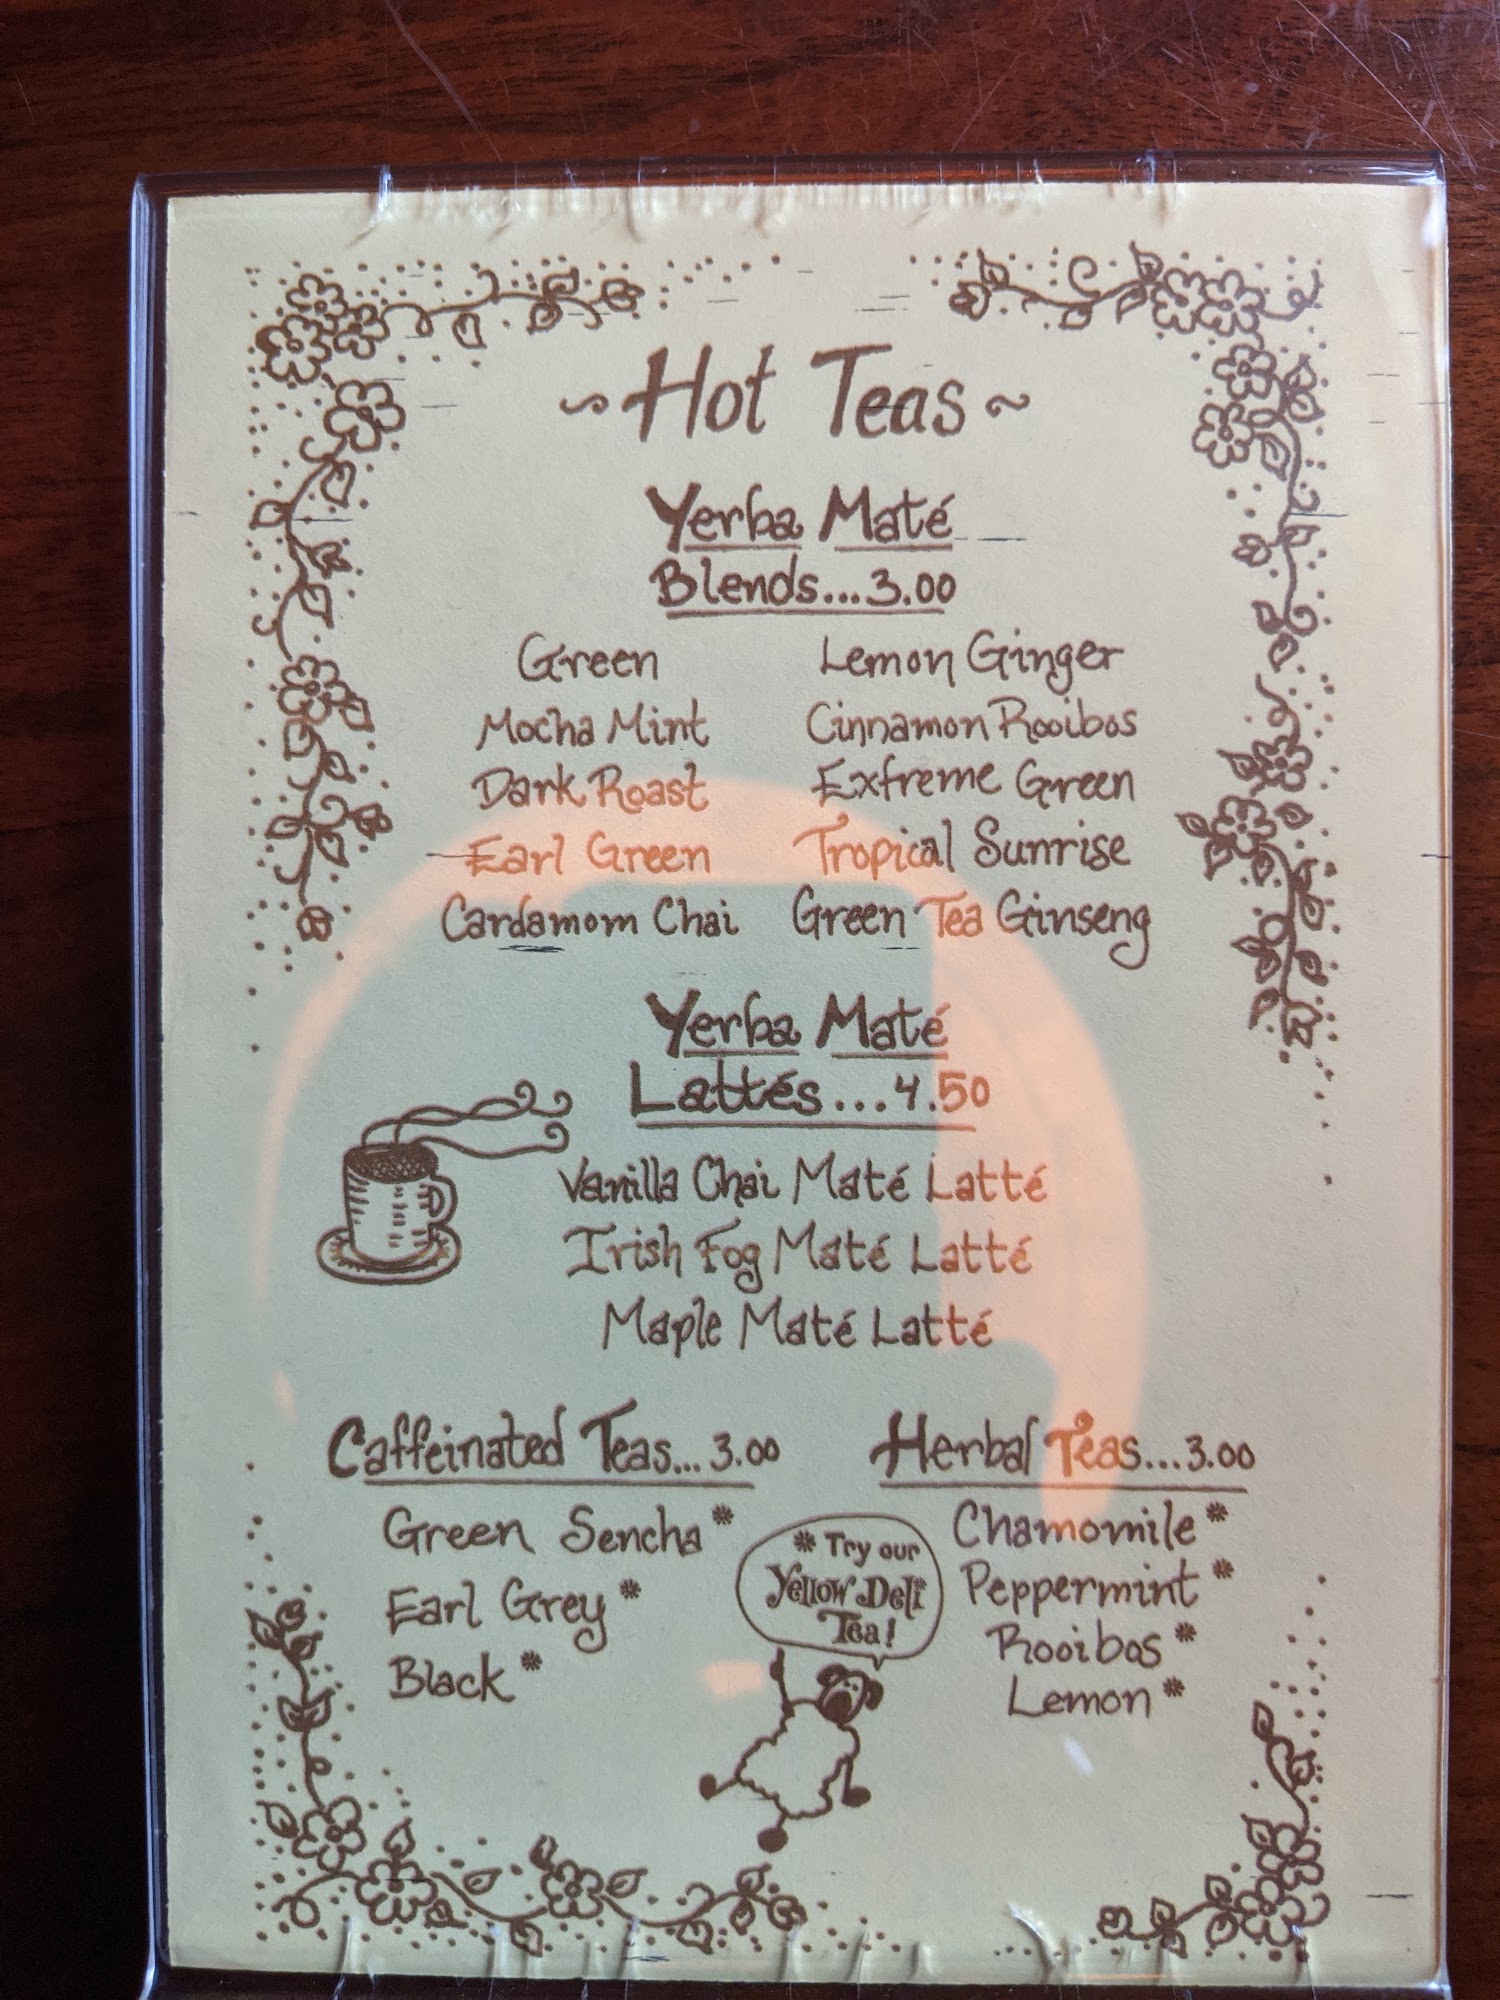 ~Hot Teas~
Yerba Maté
Blends...3.00
Green
Mocha Mint
Dark Roast
Earl Green
Cardamom Chai
Lemon Ginger
Cinnamon Rooibos
Exfreme Green
Tropical Sunrise
Green Tea Ginseng
Yerba Maté
Lattés...4.50
Vanilla Chai Maté Latté
Irish Fog Maté Latté
Maple Maté Latté
Caffeinated Teas...3.00
Green Sencha*
Earl Grey*
Black*
Herbal Teas...3.00
Chamomile*
Peppermint*
Rooibos*
Lemon*
* Try our
Yellow Deli
Tea!